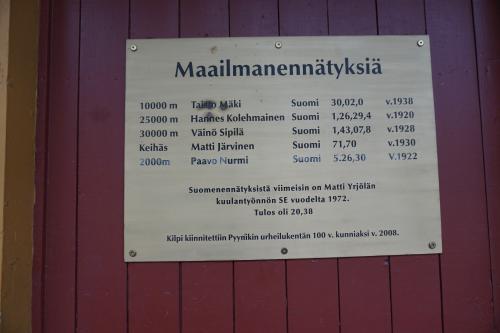 Maailmanennätyksiä
10000 m Taisto Mäki Suomi 30,02,0 v.1938
25000 m Hannes Kolehmainen Suomi 1,26,29,4 v.1920
30000 m Väinö Sipilä Suomi 1,43,07,8 v.1928
Keihäs Matti Järvinen Suomi 71,70 v.1930
2000m Paavo Nurmi Suomi 5.26,30 V.1922
Suomenennätyksistä viimeisin on Matti Yrjölän
kuulantyönnön SE vuodelta 1972.
Tulos oli 20,38
Kilpi kiinnitettiin Pyynikin urheilukentän 100 v. kunniaksi v. 2008.